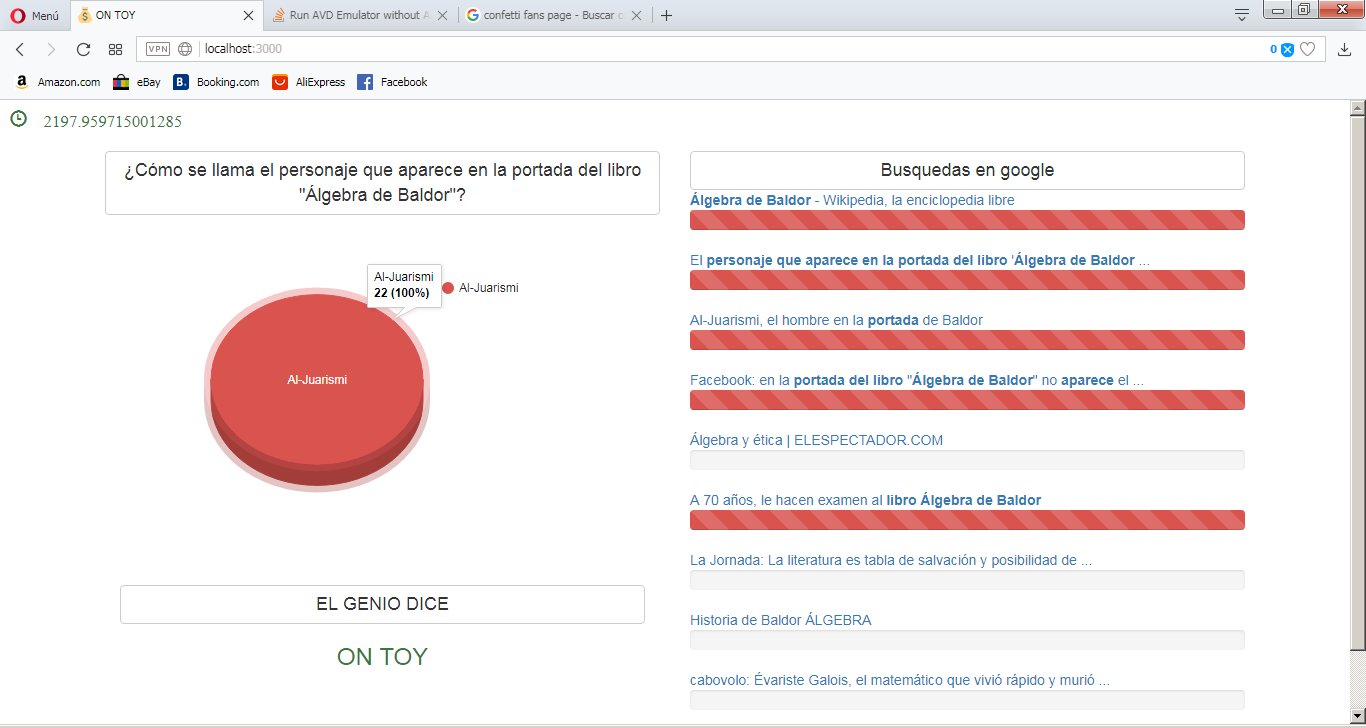 Menú
ON TOY
Run AVD Emulator without A
confetti fans page - Buscar c
VPN
localhost:3000
0
Amazon.com
eBay
Booking.com
AliExpress
Facebook
2197.959715001285
¿Cómo se llama el personaje que aparece en la portada del libro
"Álgebra de Baldor"?
Al-Juarismi
22 (100%)
Al-Juarismi
Al-Juarismi
EL GENIO DICE
ON TOY
Busquedas en google
Álgebra de Baldor - Wikipedia, la enciclopedia libre
El personaje que aparece en la portada del libro 'Álgebra de Baldor ...
Al-Juarismi, el hombre en la portada de Baldor
Facebook: en la portada del libro "Álgebra de Baldor" no aparece el ...
Álgebra y ética | ELESPECTADOR.COM
A 70 años, le hacen examen al libro Álgebra de Baldor
La Jornada: La literatura es tabla de salvación y posibilidad de ...
Historia de Baldor ÁLGEBRA
cabovolo: Évariste Galois, el matemático que vivió rápido y murió ...